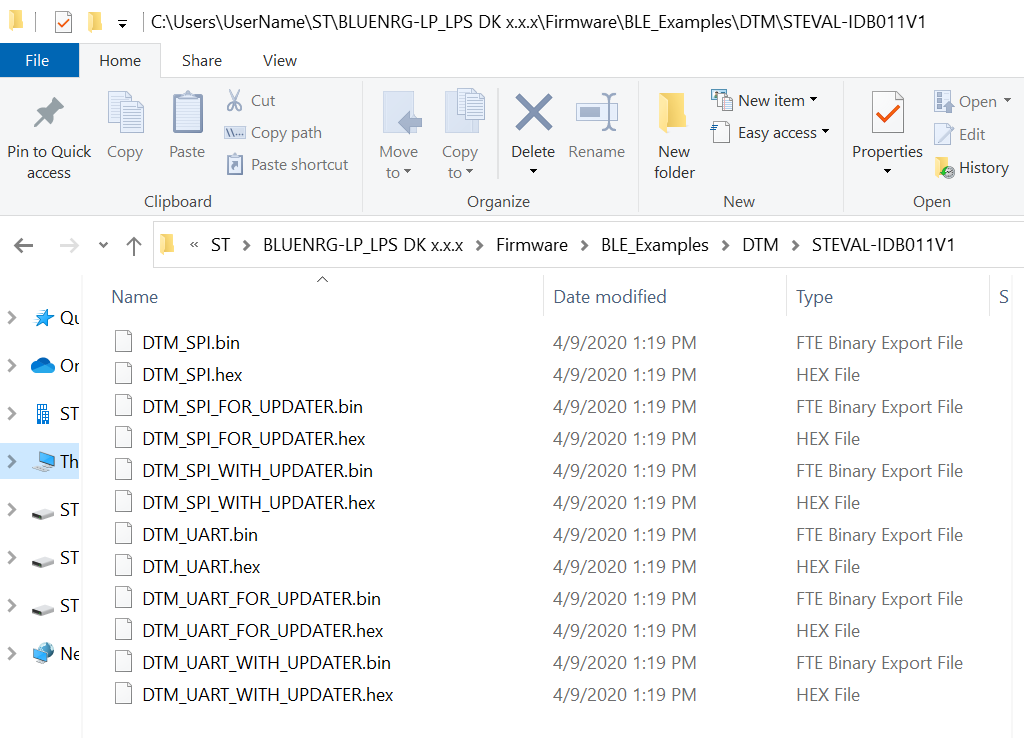 C:\Users\UserName\ST\BLUENRG-LP_LPS DK x.x.x\Firmware\BLE_Examples\DTM\STEVAL-IDB011V1
File Home Share View
Pin to Quick access
Copy
Paste
Cut
Copy path
Paste shortcut
Clipboard
Move to
Copy to
Delete
Rename
Organize
New folder
New item
Easy access
New
Properties
Open
Edit
History
Open
« ST > BLUENRG-LP_LPS DK x.x.x > Firmware > BLE_Examples > DTM > STEVAL-IDB011V1
Name Date modified Type S
Qu
Or
ST
Th
ST
ST
ST
Ne
DTM_SPI.bin 4/9/2020 1:19 PM FTE Binary Export File
DTM_SPI.hex 4/9/2020 1:19 PM HEX File
DTM_SPI_FOR_UPDATER.bin 4/9/2020 1:19 PM FTE Binary Export File
DTM_SPI_FOR_UPDATER.hex 4/9/2020 1:19 PM HEX File
DTM_SPI_WITH_UPDATER.bin 4/9/2020 1:19 PM FTE Binary Export File
DTM_SPI_WITH_UPDATER.hex 4/9/2020 1:19 PM HEX File
DTM_UART.bin 4/9/2020 1:19 PM FTE Binary Export File
DTM_UART.hex 4/9/2020 1:19 PM HEX File
DTM_UART_FOR_UPDATER.bin 4/9/2020 1:19 PM FTE Binary Export File
DTM_UART_FOR_UPDATER.hex 4/9/2020 1:19 PM HEX File
DTM_UART_WITH_UPDATER.bin 4/9/2020 1:19 PM FTE Binary Export File
DTM_UART_WITH_UPDATER.hex 4/9/2020 1:19 PM HEX File